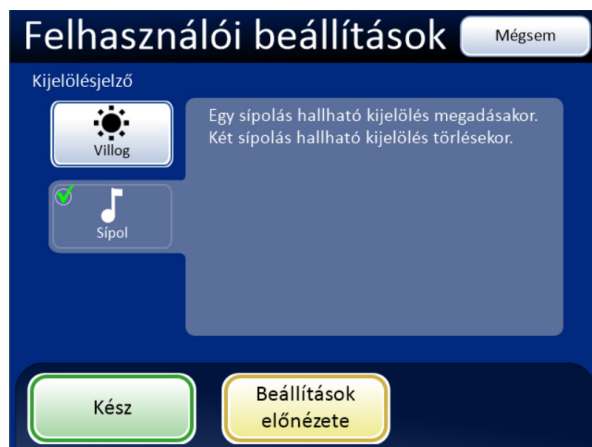 Felhasználói beállítások
Mégsem
Kijelölésjelző
Villog
Egy sípolás hallható kijelölés megadásakor.
Két sípolás hallható kijelölés törlésekor.
Sípol
Kész
Beállítások
előnézete